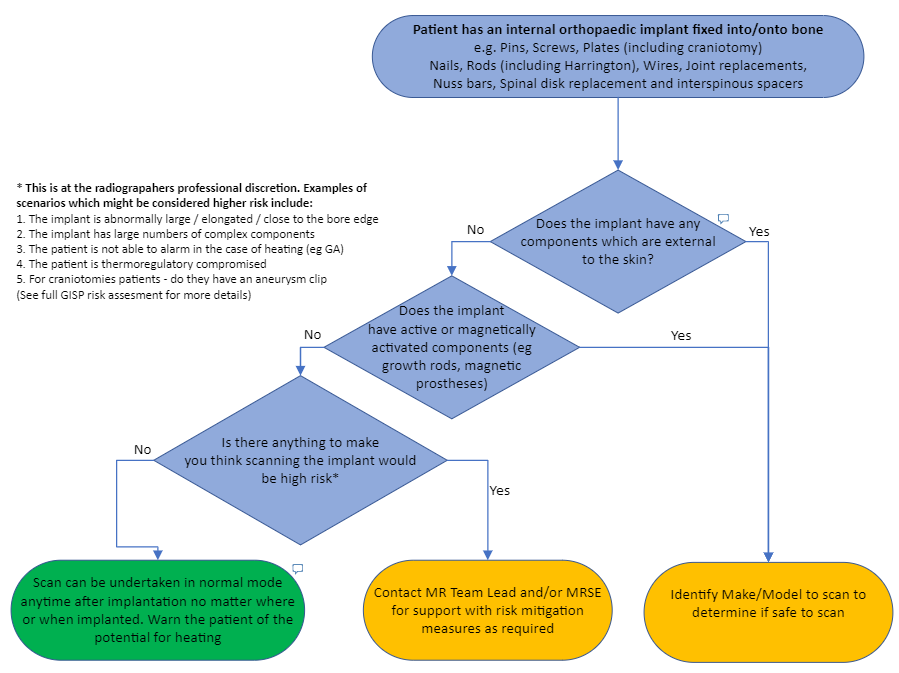 Patient has an internal orthopaedic implant fixed into/onto bone
e.g. Pins, Screws, Plates (including craniotomy)
Nails, Rods (including Harrington), Wires, Joint replacements,
Nuss bars, Spinal disk replacement and interspinous spacers
* This is at the radiograpahers professional discretion. Examples of
scenarios which might be considered higher risk include:
1. The implant is abnormally large / elongated / close to the bore edge
2. The implant has large numbers of complex components
3. The patient is not able to alarm in the case of heating (eg GA)
4. The patient is thermoregulatory compromised
5. For craniotomies patients - do they have an aneurysm clip
(See full GISP risk assesment for more details)
Does the implant have any
components which are external
to the skin?
No
Yes
Does the implant
have active or magnetically
activated components (eg
growth rods, magnetic
prostheses)
No
Yes
Is there anything to make
you think scanning the implant would
be high risk*
No
Yes
Scan can be undertaken in normal mode
anytime after implantation no matter where
or when implanted. Warn the patient of the
potential for heating
Contact MR Team Lead and/or MRSE
for support with risk mitigation
measures as required
Identify Make/Model to scan to
determine if safe to scan